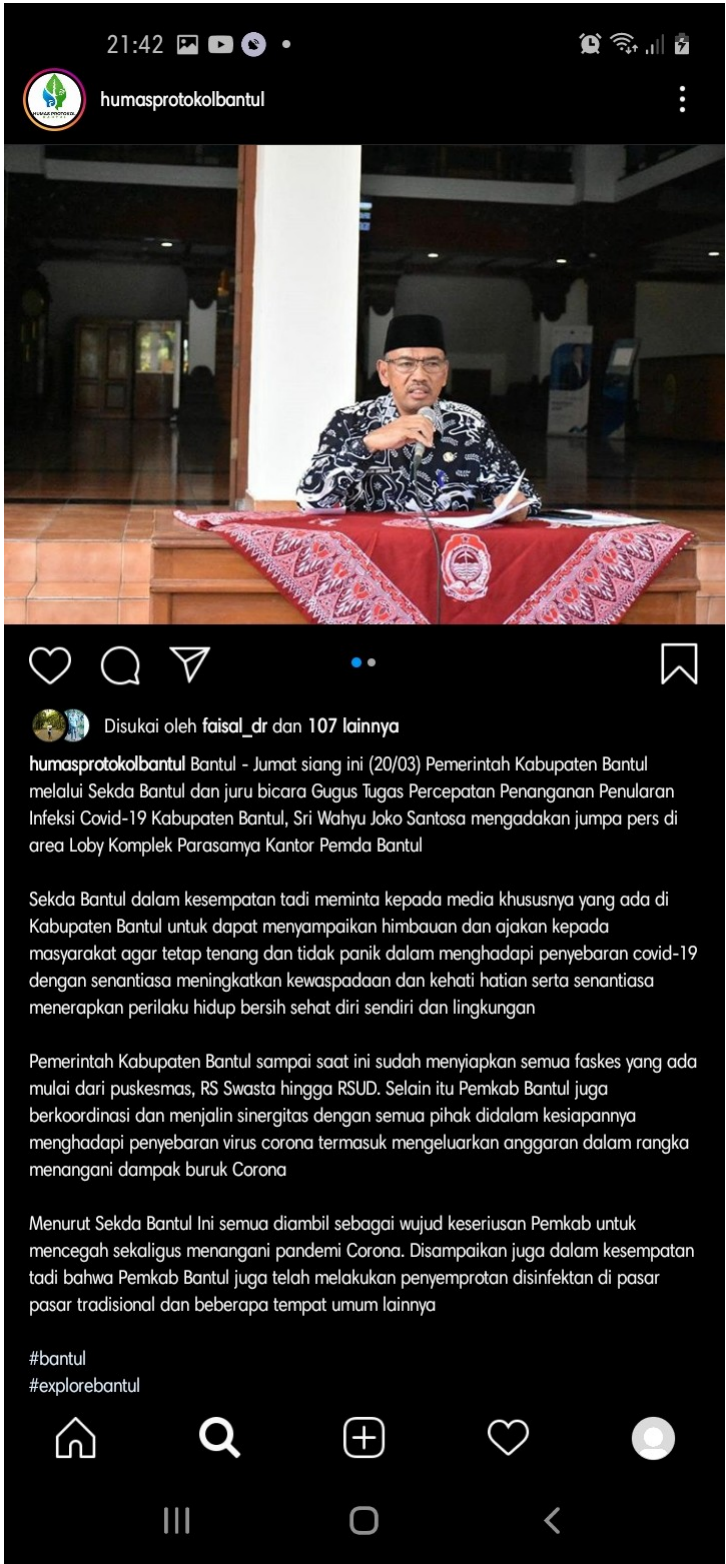 21:42
humasprotokolbantul
HUMAS PROTOKOL
BANTUL
Disukai oleh faisal_dr dan 107 lainnya
humasprotokolbantul Bantul - Jumat siang ini (20/03) Pemerintah Kabupaten Bantul
melalui Sekda Bantul dan juru bicara Gugus Tugas Percepatan Penanganan Penularan
Infeksi Covid-19 Kabupaten Bantul, Sri Wahyu Joko Santosa mengadakan jumpa pers di
area Loby Komplek Parasamya Kantor Pemda Bantul
Sekda Bantul dalam kesempatan tadi meminta kepada media khususnya yang ada di
Kabupaten Bantul untuk dapat menyampaikan himbauan dan ajakan kepada
masyarakat agar tetap tenang dan tidak panik dalam menghadapi penyebaran covid-19
dengan senantiasa meningkatkan kewaspadaan dan kehati hatian serta senantiasa
menerapkan perilaku hidup bersih sehat diri sendiri dan lingkungan
Pemerintah Kabupaten Bantul sampai saat ini sudah menyiapkan semua faskes yang ada
mulai dari puskesmas, RS Swasta hingga RSUD. Selain itu Pemkab Bantul juga
berkoordinasi dan menjalin sinergitas dengan semua pihak didalam kesiapannya
menghadapi penyebaran virus corona termasuk mengeluarkan anggaran dalam rangka
menangani dampak buruk Corona
Menurut Sekda Bantul Ini semua diambil sebagai wujud keseriusan Pemkab untuk
mencegah sekaligus menangani pandemi Corona. Disampaikan juga dalam kesempatan
tadi bahwa Pemkab Bantul juga telah melakukan penyemprotan disinfektan di pasar
pasar tradisional dan beberapa tempat umum lainnya
#bantul
#explorebantul